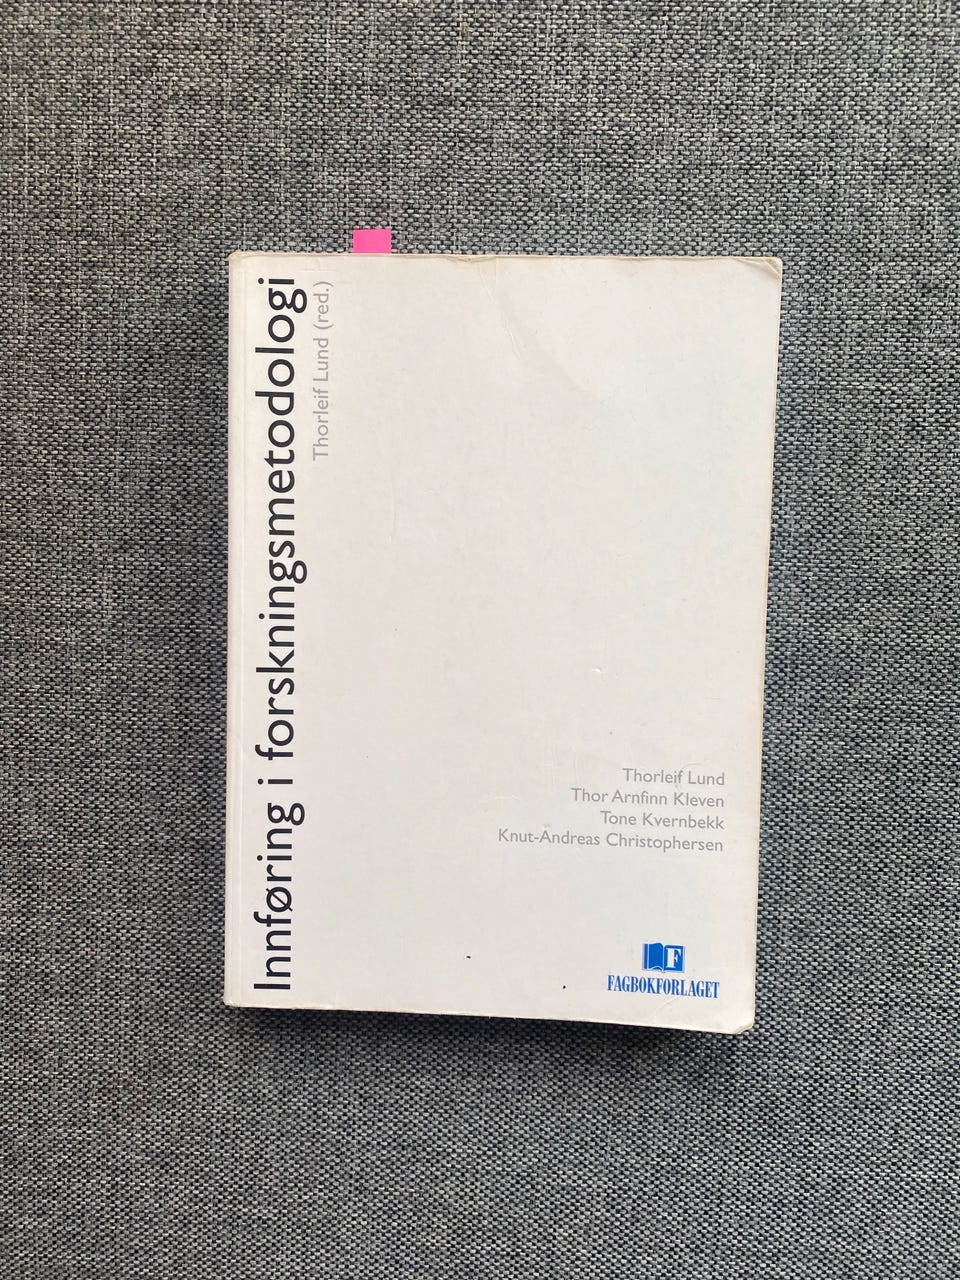 Innføring i forskningsmetodologi
Thorleif Lund (red.)
Thorleif Lund
Thor Arnfinn Kleven
Tone Kvernbekk
Knut-Andreas Christophersen
F
FAGBOKFORLAGET